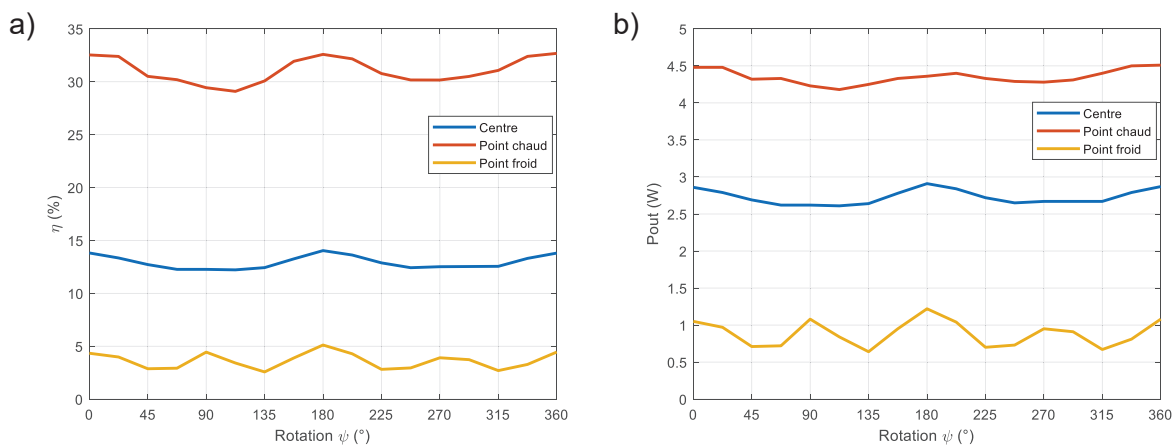 a)
35
30
25
20
15
10
5
0
η (%)
0 45 90 135 180 225 270 315 360
Rotation ψ (°)
Centre
Point chaud
Point froid
b)
5
4.5
4
3.5
3
2.5
2
1.5
1
0.5
0
Pout (W)
0 45 90 135 180 225 270 315 360
Rotation ψ (°)
Centre
Point chaud
Point froid